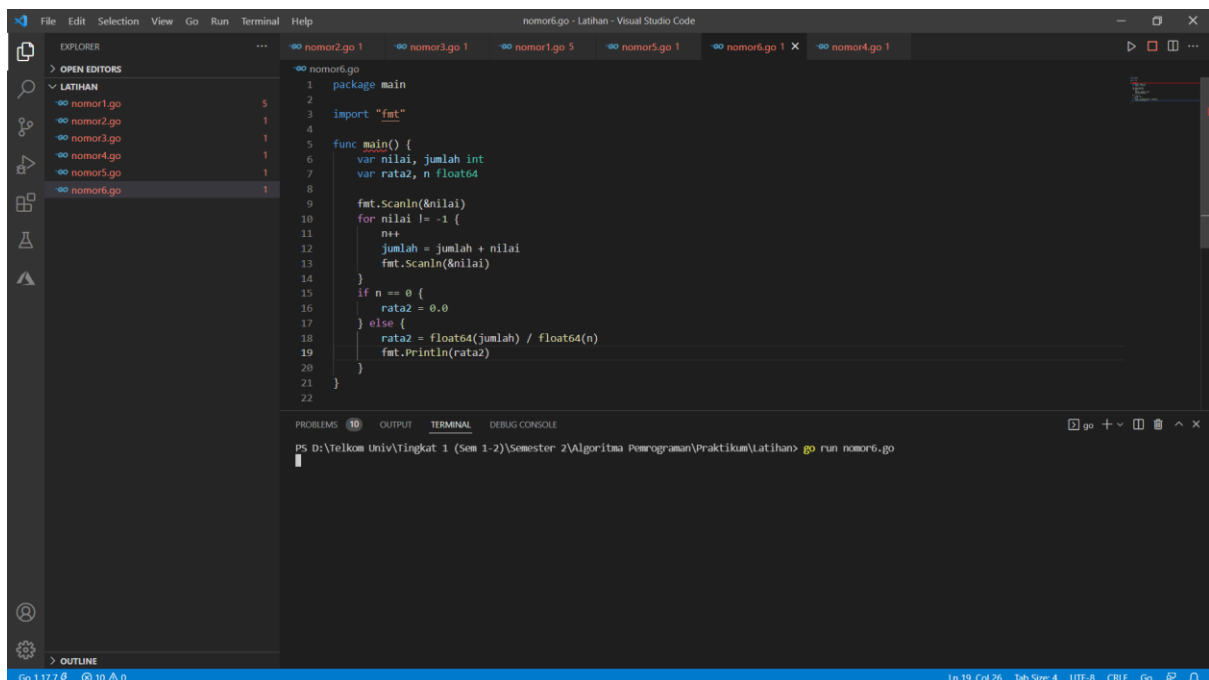 File Edit Selection View Go Run Terminal Help nomor6.go - Latihan - Visual Studio Code
EXPLORER ··· nomor2.go 1 nomor3.go 1 nomor1.go 5 nomor5.go 1 nomor6.go 1 nomor4.go 1
> OPEN EDITORS
LATIHAN
nomor1.go 5
nomor2.go 1
nomor3.go 1
nomor4.go 1
nomor5.go 1
nomor6.go 1
nomor6.go
1 package main
2
3 import "fmt"
4
5 func main() {
6 var nilai, jumlah int
7 var rata2, n float64
8
9 fmt.Scanln(&nilai)
10 for nilai != -1 {
11 n++
12 jumlah = jumlah + nilai
13 fmt.Scanln(&nilai)
14 }
15 if n == 0 {
16 rata2 = 0.0
17 } else {
18 rata2 = float64(jumlah) / float64(n)
19 fmt.Println(rata2)
20 }
21 }
22
PROBLEMS 10 OUTPUT TERMINAL DEBUG CONSOLE go
PS D:\Telkom Univ\Tingkat 1 (Sem 1-2)\Semester 2\Algoritma Pemrograman\Praktikum\Latihan> go run nomor6.go
> OUTLINE
Go 1.17.7 10 0 Ln 19, Col 26 Tab Size: 4 UTF-8 CRLF Go